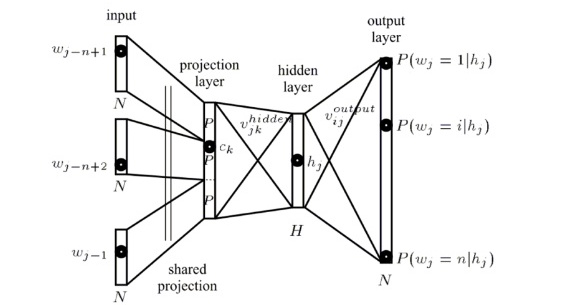 input
output
layer
projection
layer
hidden
layer
w_{j-n+1}
w_{j-n+2}
w_{j-1}
N
N
N
shared
projection
P
P
P
c_k
v_{jk}^{hidden}
h_j
H
v_{ij}^{output}
P(w_j = 1|h_j)
P(w_j = i|h_j)
P(w_j = n|h_j)
N